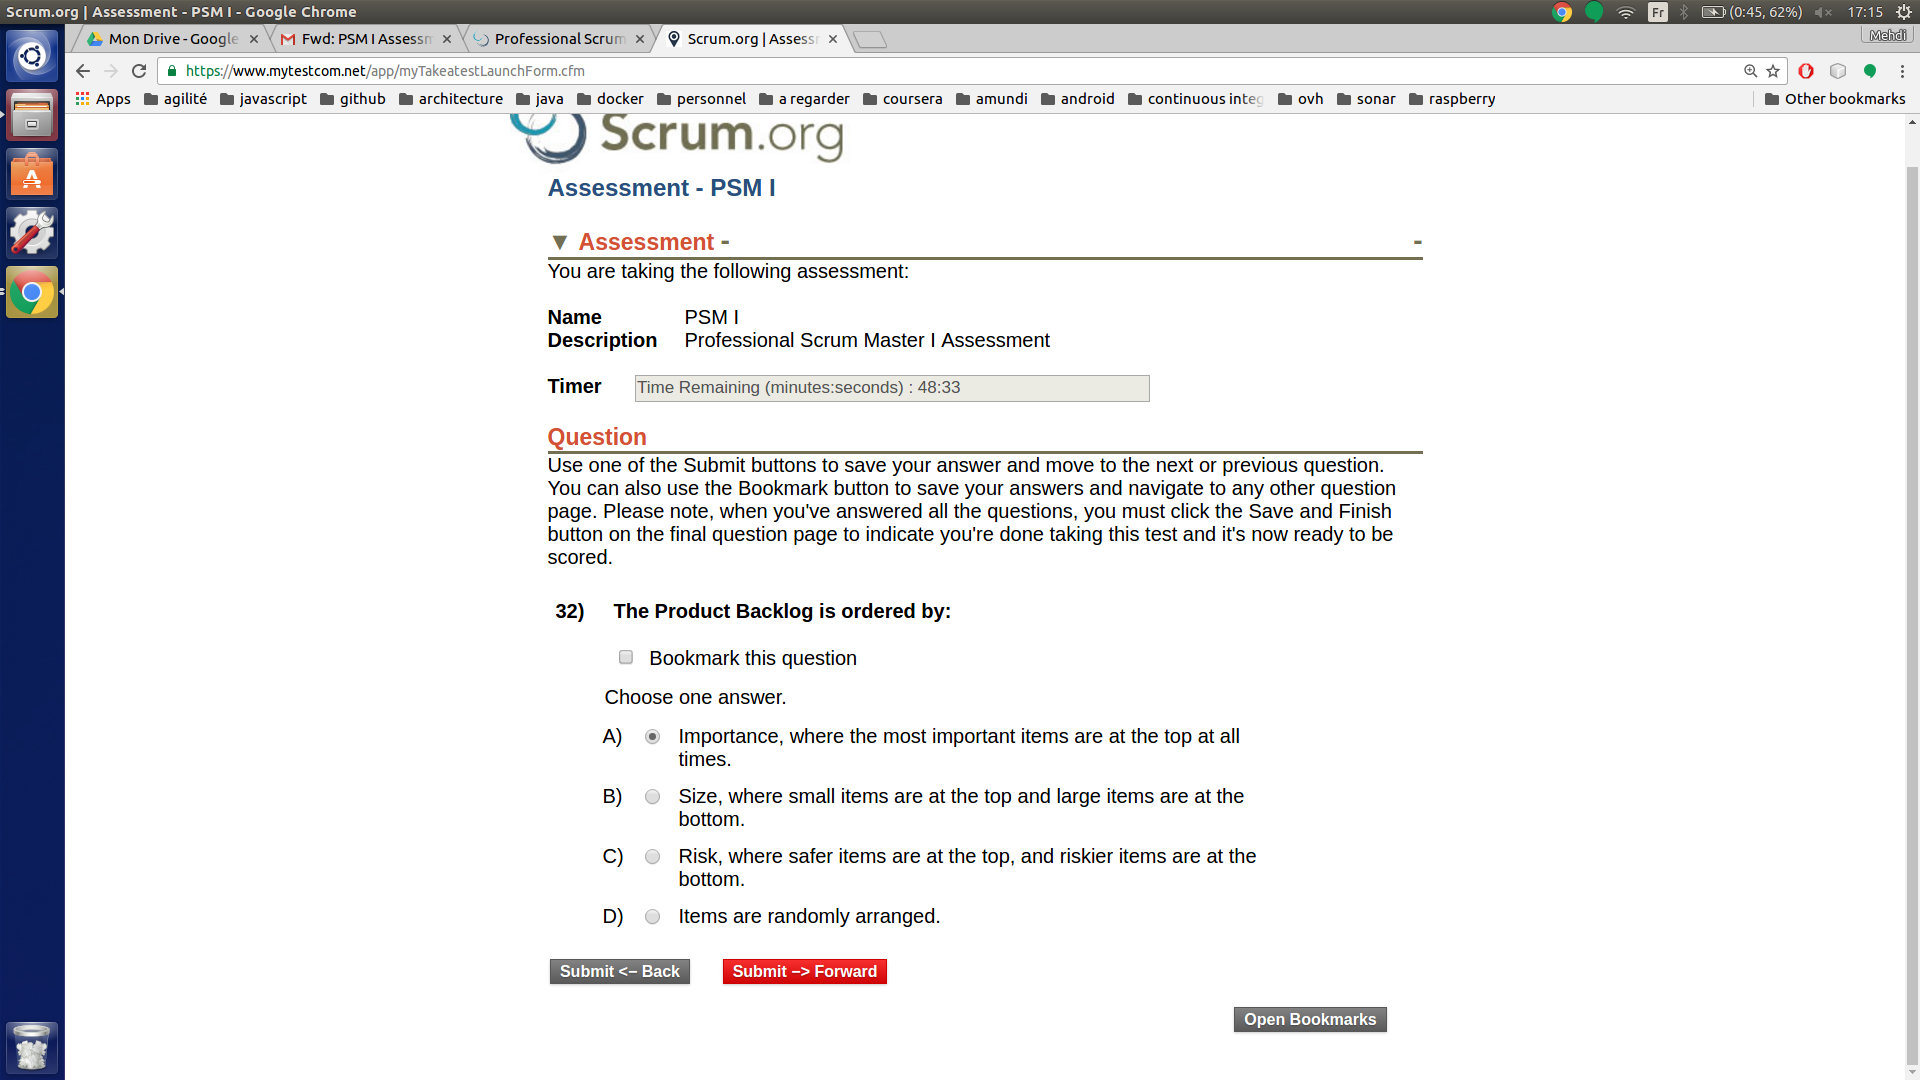 Scrum.org | Assessment - PSM I - Google Chrome
Fr
(0:45, 62%)
17:15
Mon Drive - Google
Fwd: PSM I Assessm
Professional Scrum
Scrum.org | Assess
Mehdi
https://www.mytestcom.net/app/myTakeatestLaunchForm.cfm
Apps agilité javascript github architecture java docker personnel a regarder coursera amundi android continuous integ ovh sonar raspberry Other bookmarks
Scrum.org
Assessment - PSM I
▼ Assessment - -
You are taking the following assessment:
Name PSM I
Description Professional Scrum Master I Assessment
Timer Time Remaining (minutes:seconds) : 48:33
Question
Use one of the Submit buttons to save your answer and move to the next or previous question.
You can also use the Bookmark button to save your answers and navigate to any other question
page. Please note, when you've answered all the questions, you must click the Save and Finish
button on the final question page to indicate you're done taking this test and it's now ready to be
scored.
32) The Product Backlog is ordered by:
Bookmark this question
Choose one answer.
A) Importance, where the most important items are at the top at all
times.
B) Size, where small items are at the top and large items are at the
bottom.
C) Risk, where safer items are at the top, and riskier items are at the
bottom.
D) Items are randomly arranged.
Submit <– Back Submit –> Forward
Open Bookmarks